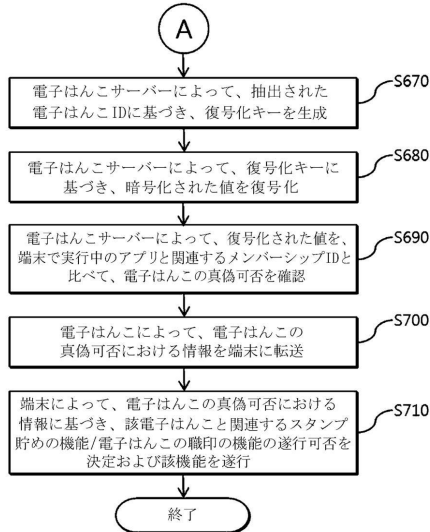 A
電子はんこサーバーによって、抽出された
電子はんこIDに基づき、復号化キーを生成
S670
電子はんこサーバーによって、復号化キーに
基づき、暗号化された値を復号化
S680
電子はんこサーバーによって、復号化された値を、
端末で実行中のアプリと関連するメンバーシップIDと
比べて、電子はんこの真偽可否を確認
S690
電子はんこによって、電子はんこの
真偽可否における情報を端末に転送
S700
端末によって、電子はんこの真偽可否における
情報に基づき、該電子はんこと関連するスタンプ
貯めの機能/電子はんこの職印の機能の遂行可否を
決定および該機能を遂行
S710
終了